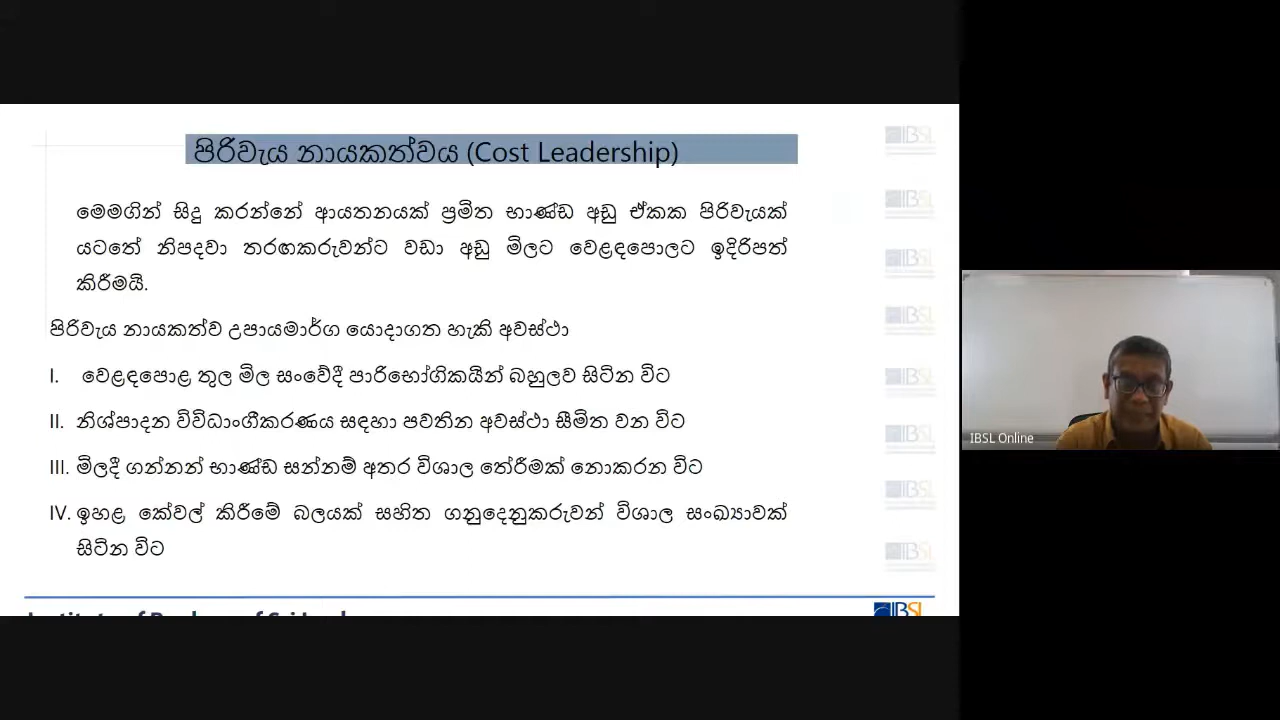 පිරිවැය නායකත්වය (Cost Leadership)
මෙමගින් සිදු කරන්නේ ආයතනයක් ප්‍රමිත භාණ්ඩ අඩු ඒකක පිරිවැයක්
යටතේ නිපදවා තරඟකරුවන්ට වඩා අඩු මිලට වෙළඳපොලට ඉදිරිපත්
කිරීමයි.
පිරිවැය නායකත්ව උපායමාර්ග යොදාගත හැකි අවස්ථා
I. වෙළඳපොළ තුල මිල සංවේදී පාරිභෝගිකයීන් බහුලව සිටින විට
II. නිශ්පාදන විවිධාංගීකරණය සඳහා පවතින අවස්ථා සීමිත වන විට
III. මිලදී ගන්නන් භාණ්ඩ සන්නම් අතර විශාල තේරීමක් නොකරන විට
IV. ඉහළ කේවල් කිරීමේ බලයක් සහිත ගනුදෙනුකරුවන් විශාල සංඛ්‍යාවක්
සිටින විට
IBSL
IBSL Online